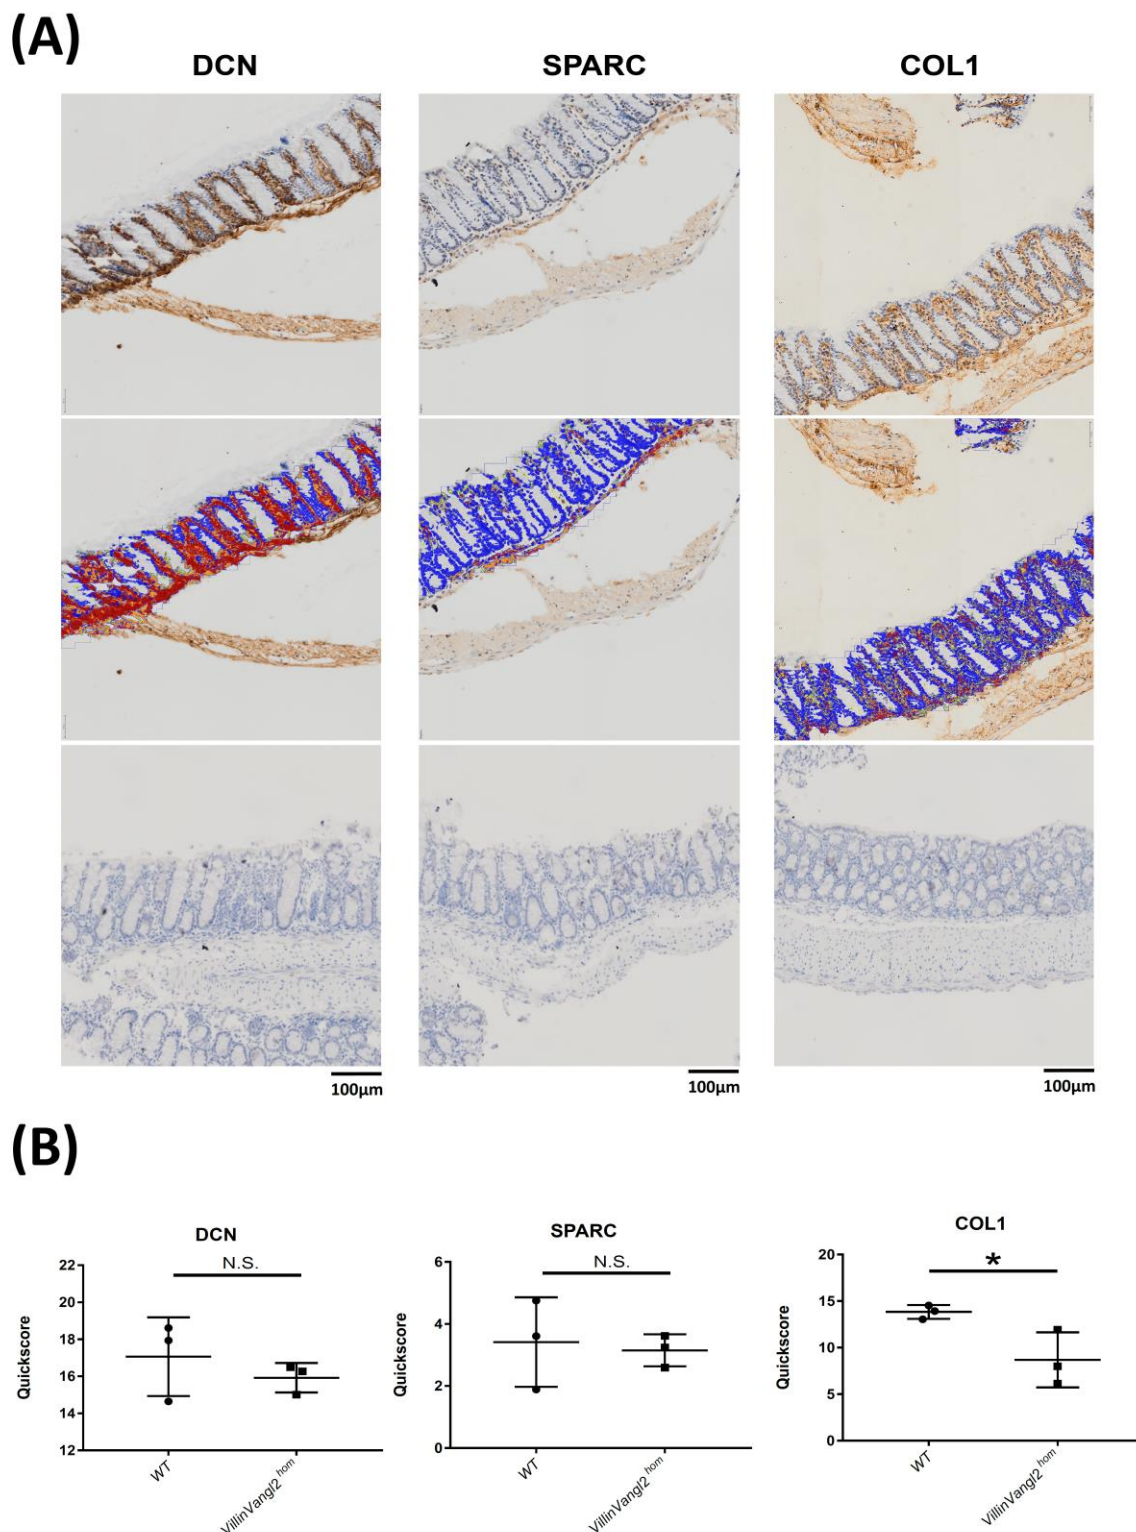 (A)
DCN SPARC COL1
100µm 100µm 100µm
(B)
DCN
N.S.
Quickscore
22
20
18
16
14
12
WT
VillinVangl2 hom
SPARC
N.S.
Quickscore
6
4
2
0
WT
VillinVangl2 hom
COL1
*
Quickscore
20
15
10
5
0
WT
VillinVangl2 hom